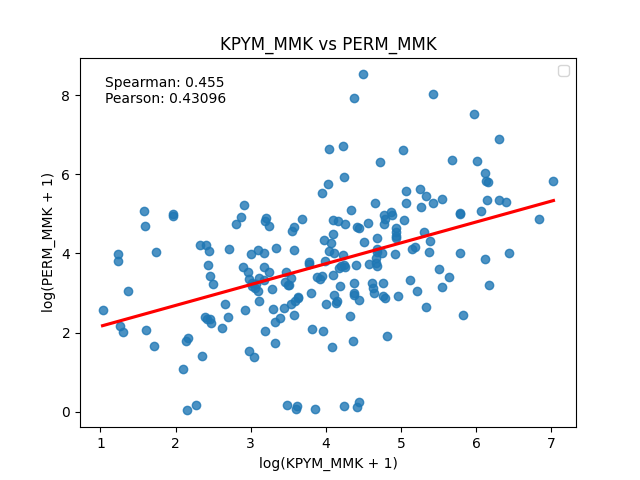 KPYM_MMK vs PERM_MMK
Spearman: 0.455
Pearson: 0.43096
log(PERM_MMK + 1)
8
6
4
2
0
1 2 3 4 5 6 7
log(KPYM_MMK + 1)